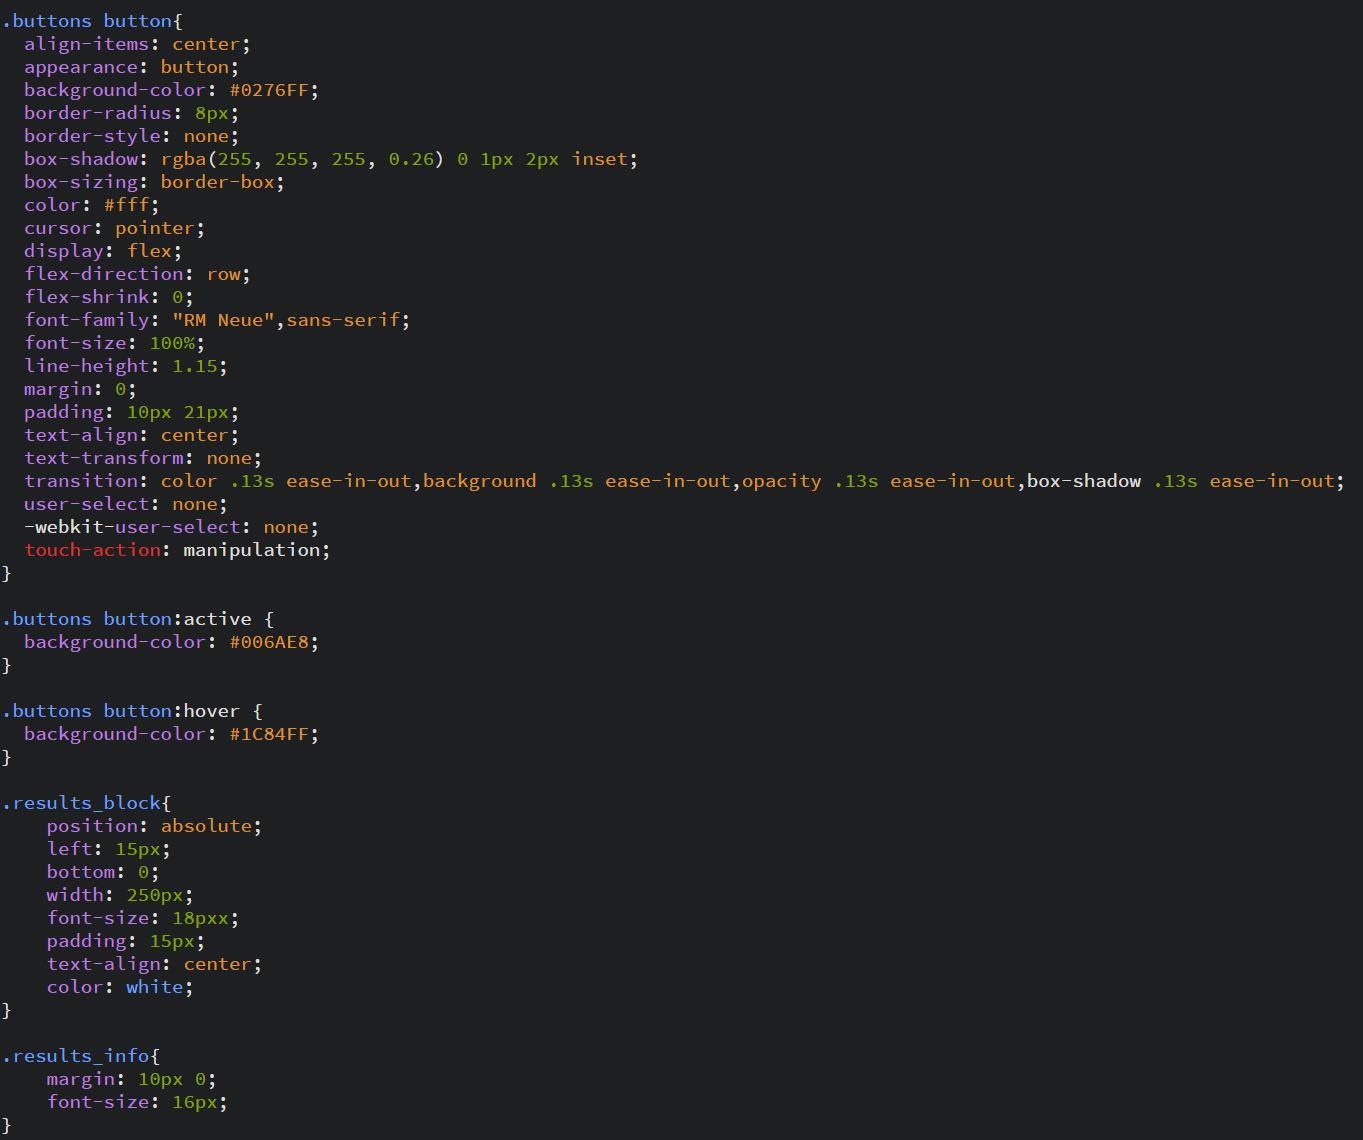 .buttons button{
  align-items: center;
  appearance: button;
  background-color: #0276FF;
  border-radius: 8px;
  border-style: none;
  box-shadow: rgba(255, 255, 255, 0.26) 0 1px 2px inset;
  box-sizing: border-box;
  color: #fff;
  cursor: pointer;
  display: flex;
  flex-direction: row;
  flex-shrink: 0;
  font-family: "RM Neue",sans-serif;
  font-size: 100%;
  line-height: 1.15;
  margin: 0;
  padding: 10px 21px;
  text-align: center;
  text-transform: none;
  transition: color .13s ease-in-out,background .13s ease-in-out,opacity .13s ease-in-out,box-shadow .13s ease-in-out;
  user-select: none;
  -webkit-user-select: none;
  touch-action: manipulation;
}

.buttons button:active {
  background-color: #006AE8;
}

.buttons button:hover {
  background-color: #1C84FF;
}

.results_block{
    position: absolute;
    left: 15px;
    bottom: 0;
    width: 250px;
    font-size: 18pxx;
    padding: 15px;
    text-align: center;
    color: white;
}

.results_info{
    margin: 10px 0;
    font-size: 16px;
}